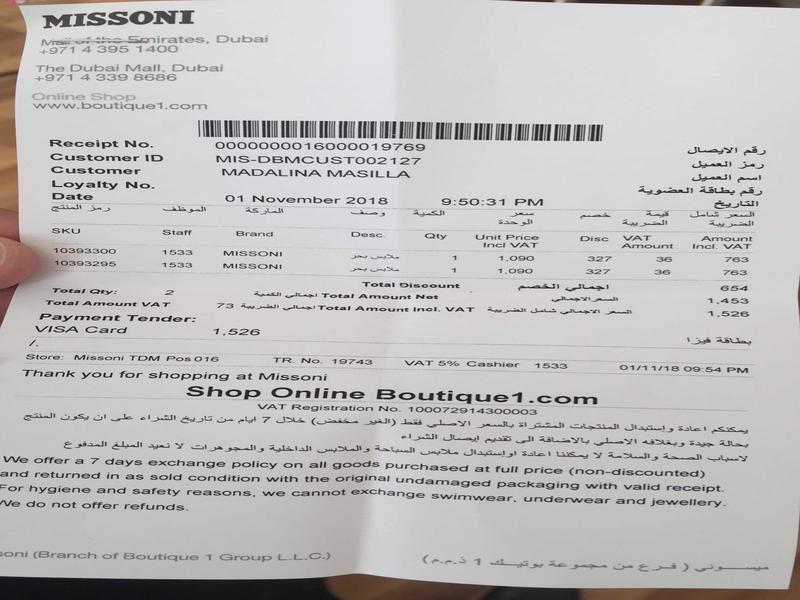 MISSONI
Mall of the Emirates, Dubai
+971 4 395 1400
The Dubai Mall, Dubai
+971 4 339 8686
Online Shop
www.boutique1.com
Receipt No. 0000000016000019769 رقم الايصال
Customer ID MIS-DBMCUST002127 رمز العميل
Customer MADALINA MASILLA اسم العميل
Loyalty No. رقم بطاقة العضوية
Date 01 November 2018 9:50:31 PM التاريخ
رمز المنتج الموظف الماركة وصف الكمية سعر الوحدة خصم قيمة الضريبة السعر شامل الضريبة
SKU Staff Brand Desc. Qty Unit Price Incl VAT Disc VAT Amount Amount Incl. VAT
10393300 1533 MISSONI ملابس بحر 1 1,090 327 36 763
10393295 1533 MISSONI ملابس بحر 1 1,090 327 36 763
Total Discount اجمالي الخصم 654
Total Qty: 2 اجمالي الكمية Total Amount Net السعر الاجمالي 1,453
Total Amount VAT 73 اجمالي الضريبة Total Amount Incl. VAT السعر الاجمالي شامل الضريبة 1,526
Payment Tender:
VISA Card 1,526 بطاقة فيزا
/.
Store: Missoni TDM Pos016 TR. No. 19743 VAT 5% Cashier 1533 01/11/18 09:54 PM
Thank you for shopping at Missoni
Shop Online Boutique1.com
VAT Registration No. 100072914300003
يمكنكم اعادة وإستبدال المنتجات المشتراة بالسعر الاصلي فقط (الغير مخفض) خلال 7 ايام من تاريخ الشراء على ان يكون المنتج
بحالة جيدة وبغلافه الاصلي بالاضافة الى تقديم إيصال الشراء
لاسباب الصحة والسلامة لا يمكننا اعادة اوإستبدال ملابس السباحة والملابس الداخلية والمجوهرات لا نعيد المبلغ المدفوع
We offer a 7 days exchange policy on all goods purchased at full price (non-discounted)
and returned in as sold condition with the original undamaged packaging with valid receipt.
For hygiene and safety reasons, we cannot exchange swimwear, underwear and jewellery.
We do not offer refunds.
soni (Branch of Boutique 1 Group L.L.C.) ميسوني (فرع من مجموعة بوتيك 1 ذ.م.م)